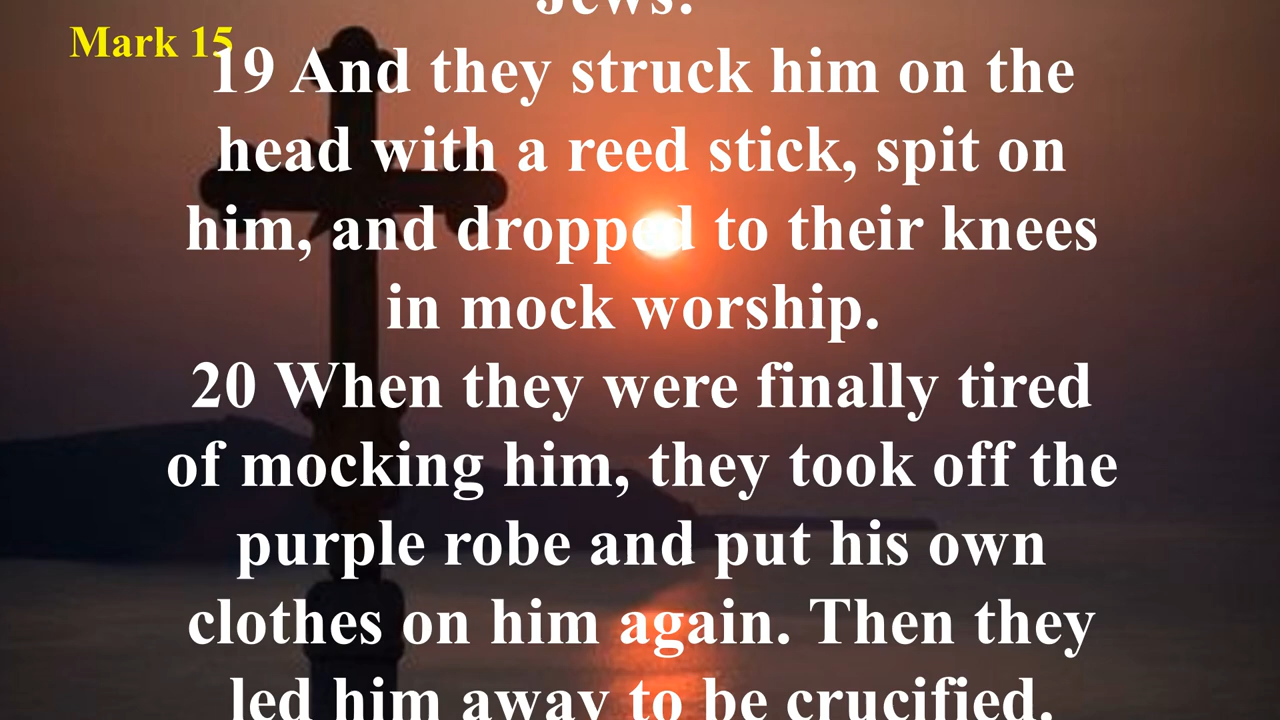 Jews!
Mark 15
19 And they struck him on the
head with a reed stick, spit on
him, and dropped to their knees
in mock worship.
20 When they were finally tired
of mocking him, they took off the
purple robe and put his own
clothes on him again. Then they
led him away to be crucified.